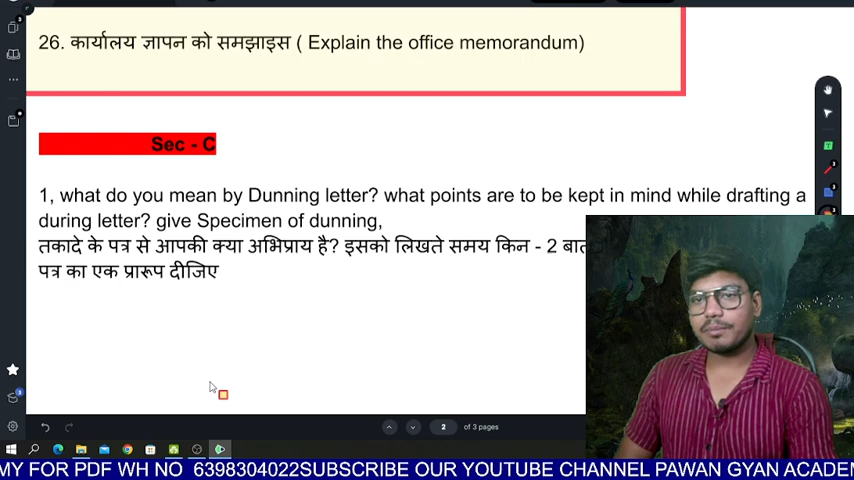 26. कार्यालय ज्ञापन को समझाइस ( Explain the office memorandum)
Sec - C
1, what do you mean by Dunning letter? what points are to be kept in mind while drafting a
during letter? give Specimen of dunning,
तकादे के पत्र से आपकी क्या अभिप्राय है? इसको लिखते समय किन - 2
पत्र का एक प्रारूप दीजिए
2 of 3 pages
MY FOR PDF WH NO 6398304022SUBSCRIBE OUR YOUTUBE CHANNEL PAWAN GYAN ACADEM